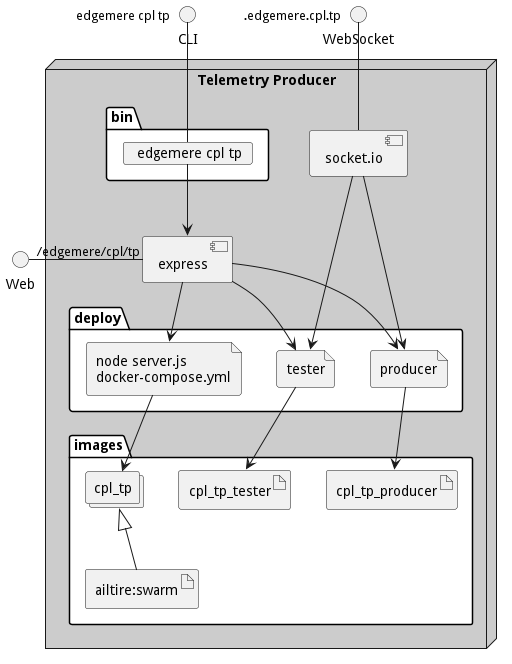 edgemere cpl tp
.edgemere.cpl.tp
CLI
WebSocket
Telemetry Producer
bin
edgemere cpl tp
socket.io
/edgemere/cpl/tp
express
Web
deploy
node server.js
docker-compose.yml
tester
producer
images
cpl_tp
cpl_tp_tester
cpl_tp_producer
ailtire:swarm